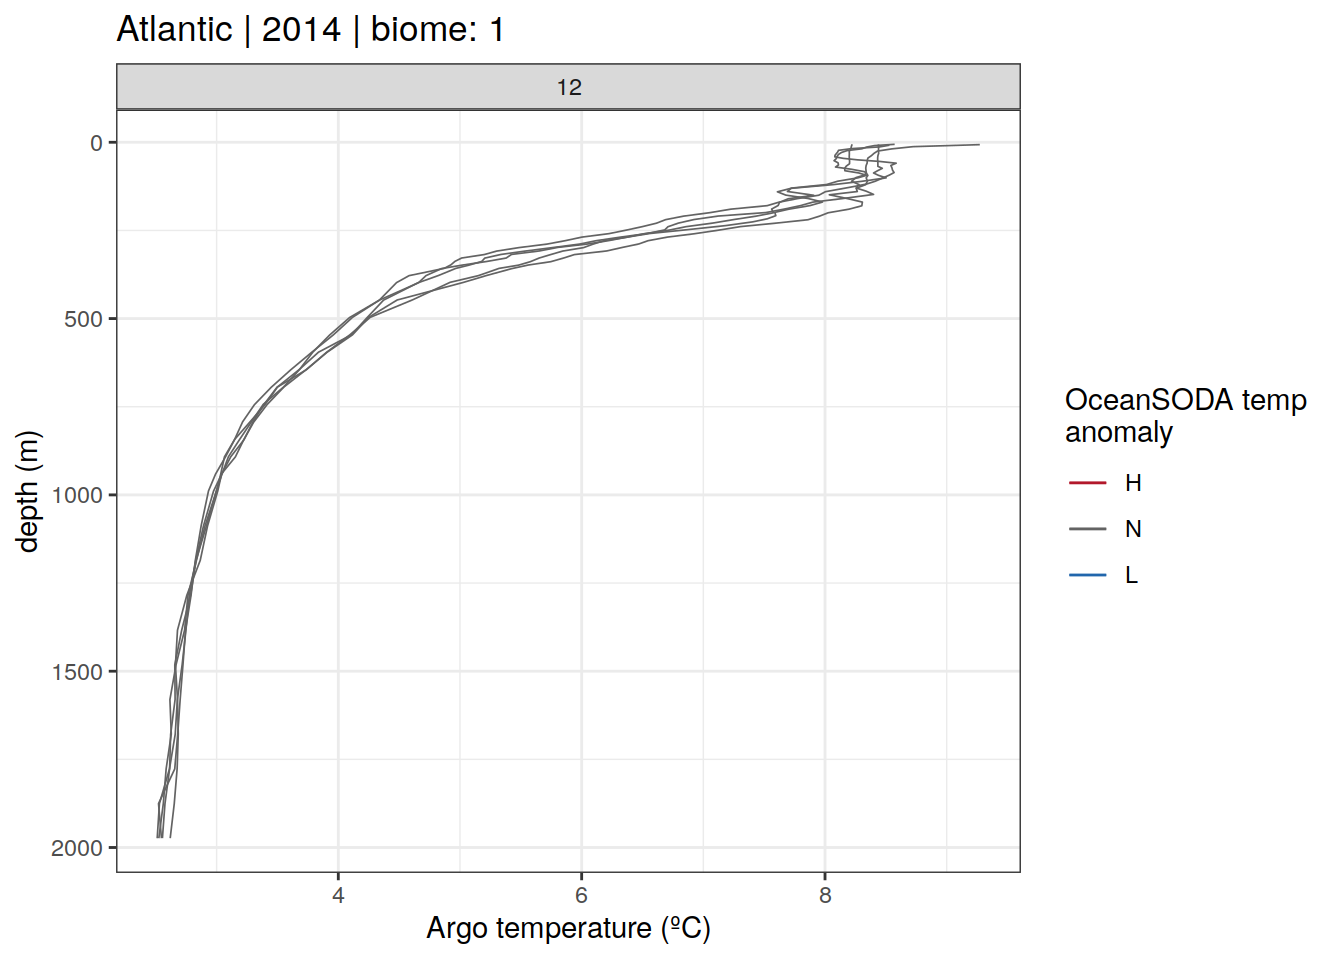 Atlantic | 2014 | biome: 1
12
0
500
1000
1500
2000
depth (m)
4
6
8
Argo temperature (ºC)
OceanSODA temp
anomaly
H
N
L